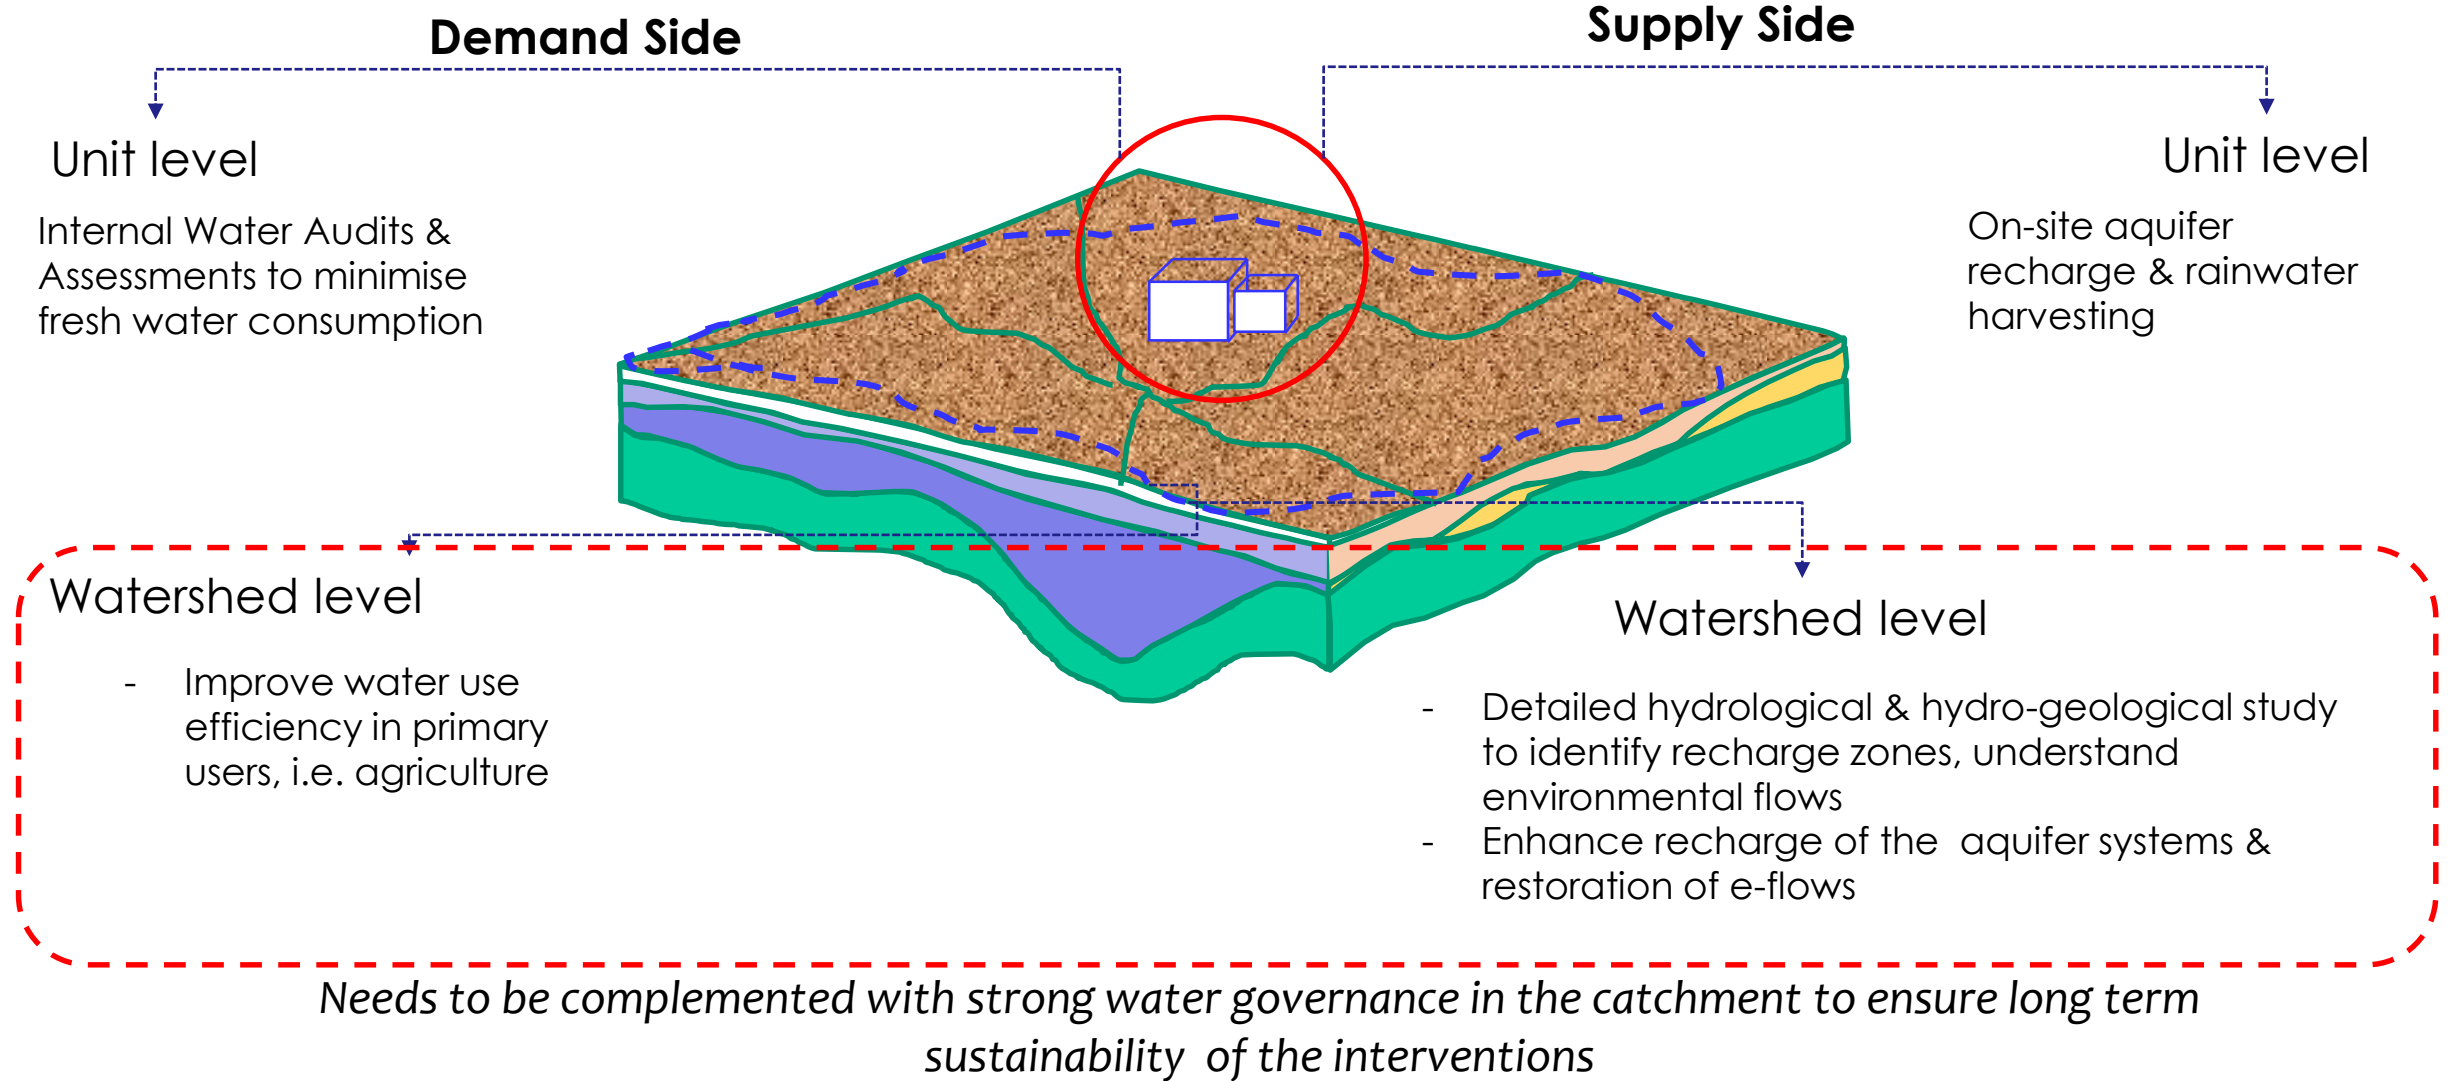 Demand Side
Supply Side
Unit level
Internal Water Audits &
Assessments to minimise
fresh water consumption
Unit level
On-site aquifer
recharge & rainwater
harvesting
Watershed level
- Improve water use
efficiency in primary
users, i.e. agriculture
Watershed level
- Detailed hydrological & hydro-geological study
to identify recharge zones, understand
environmental flows
- Enhance recharge of the aquifer systems &
restoration of e-flows
Needs to be complemented with strong water governance in the catchment to ensure long term
sustainability of the interventions